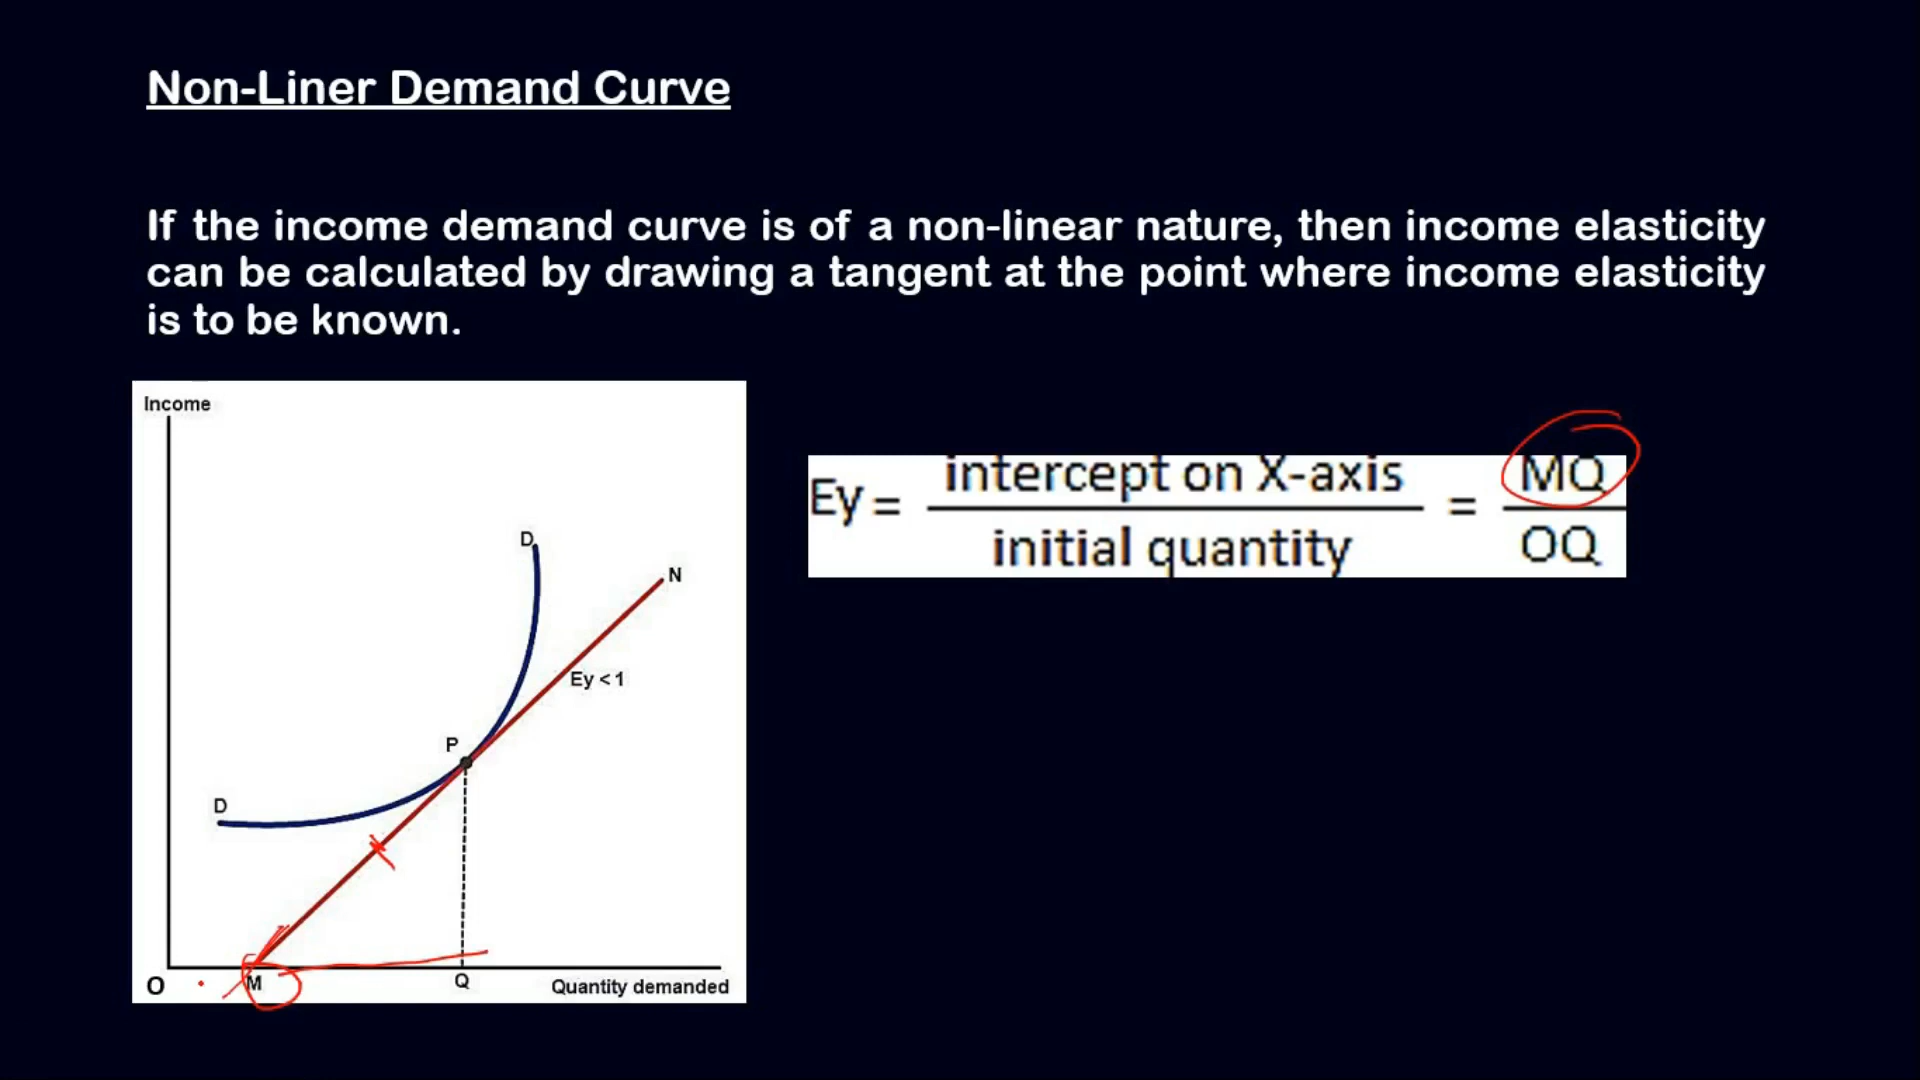 Non-Liner Demand Curve
If the income demand curve is of a non-linear nature, then income elasticity
can be calculated by drawing a tangent at the point where income elasticity
is to be known.
Income
D
N
Ey < 1
P
D
O M Q Quantity demanded
Ey = intercept on X-axis = MQ
initial quantity OQ